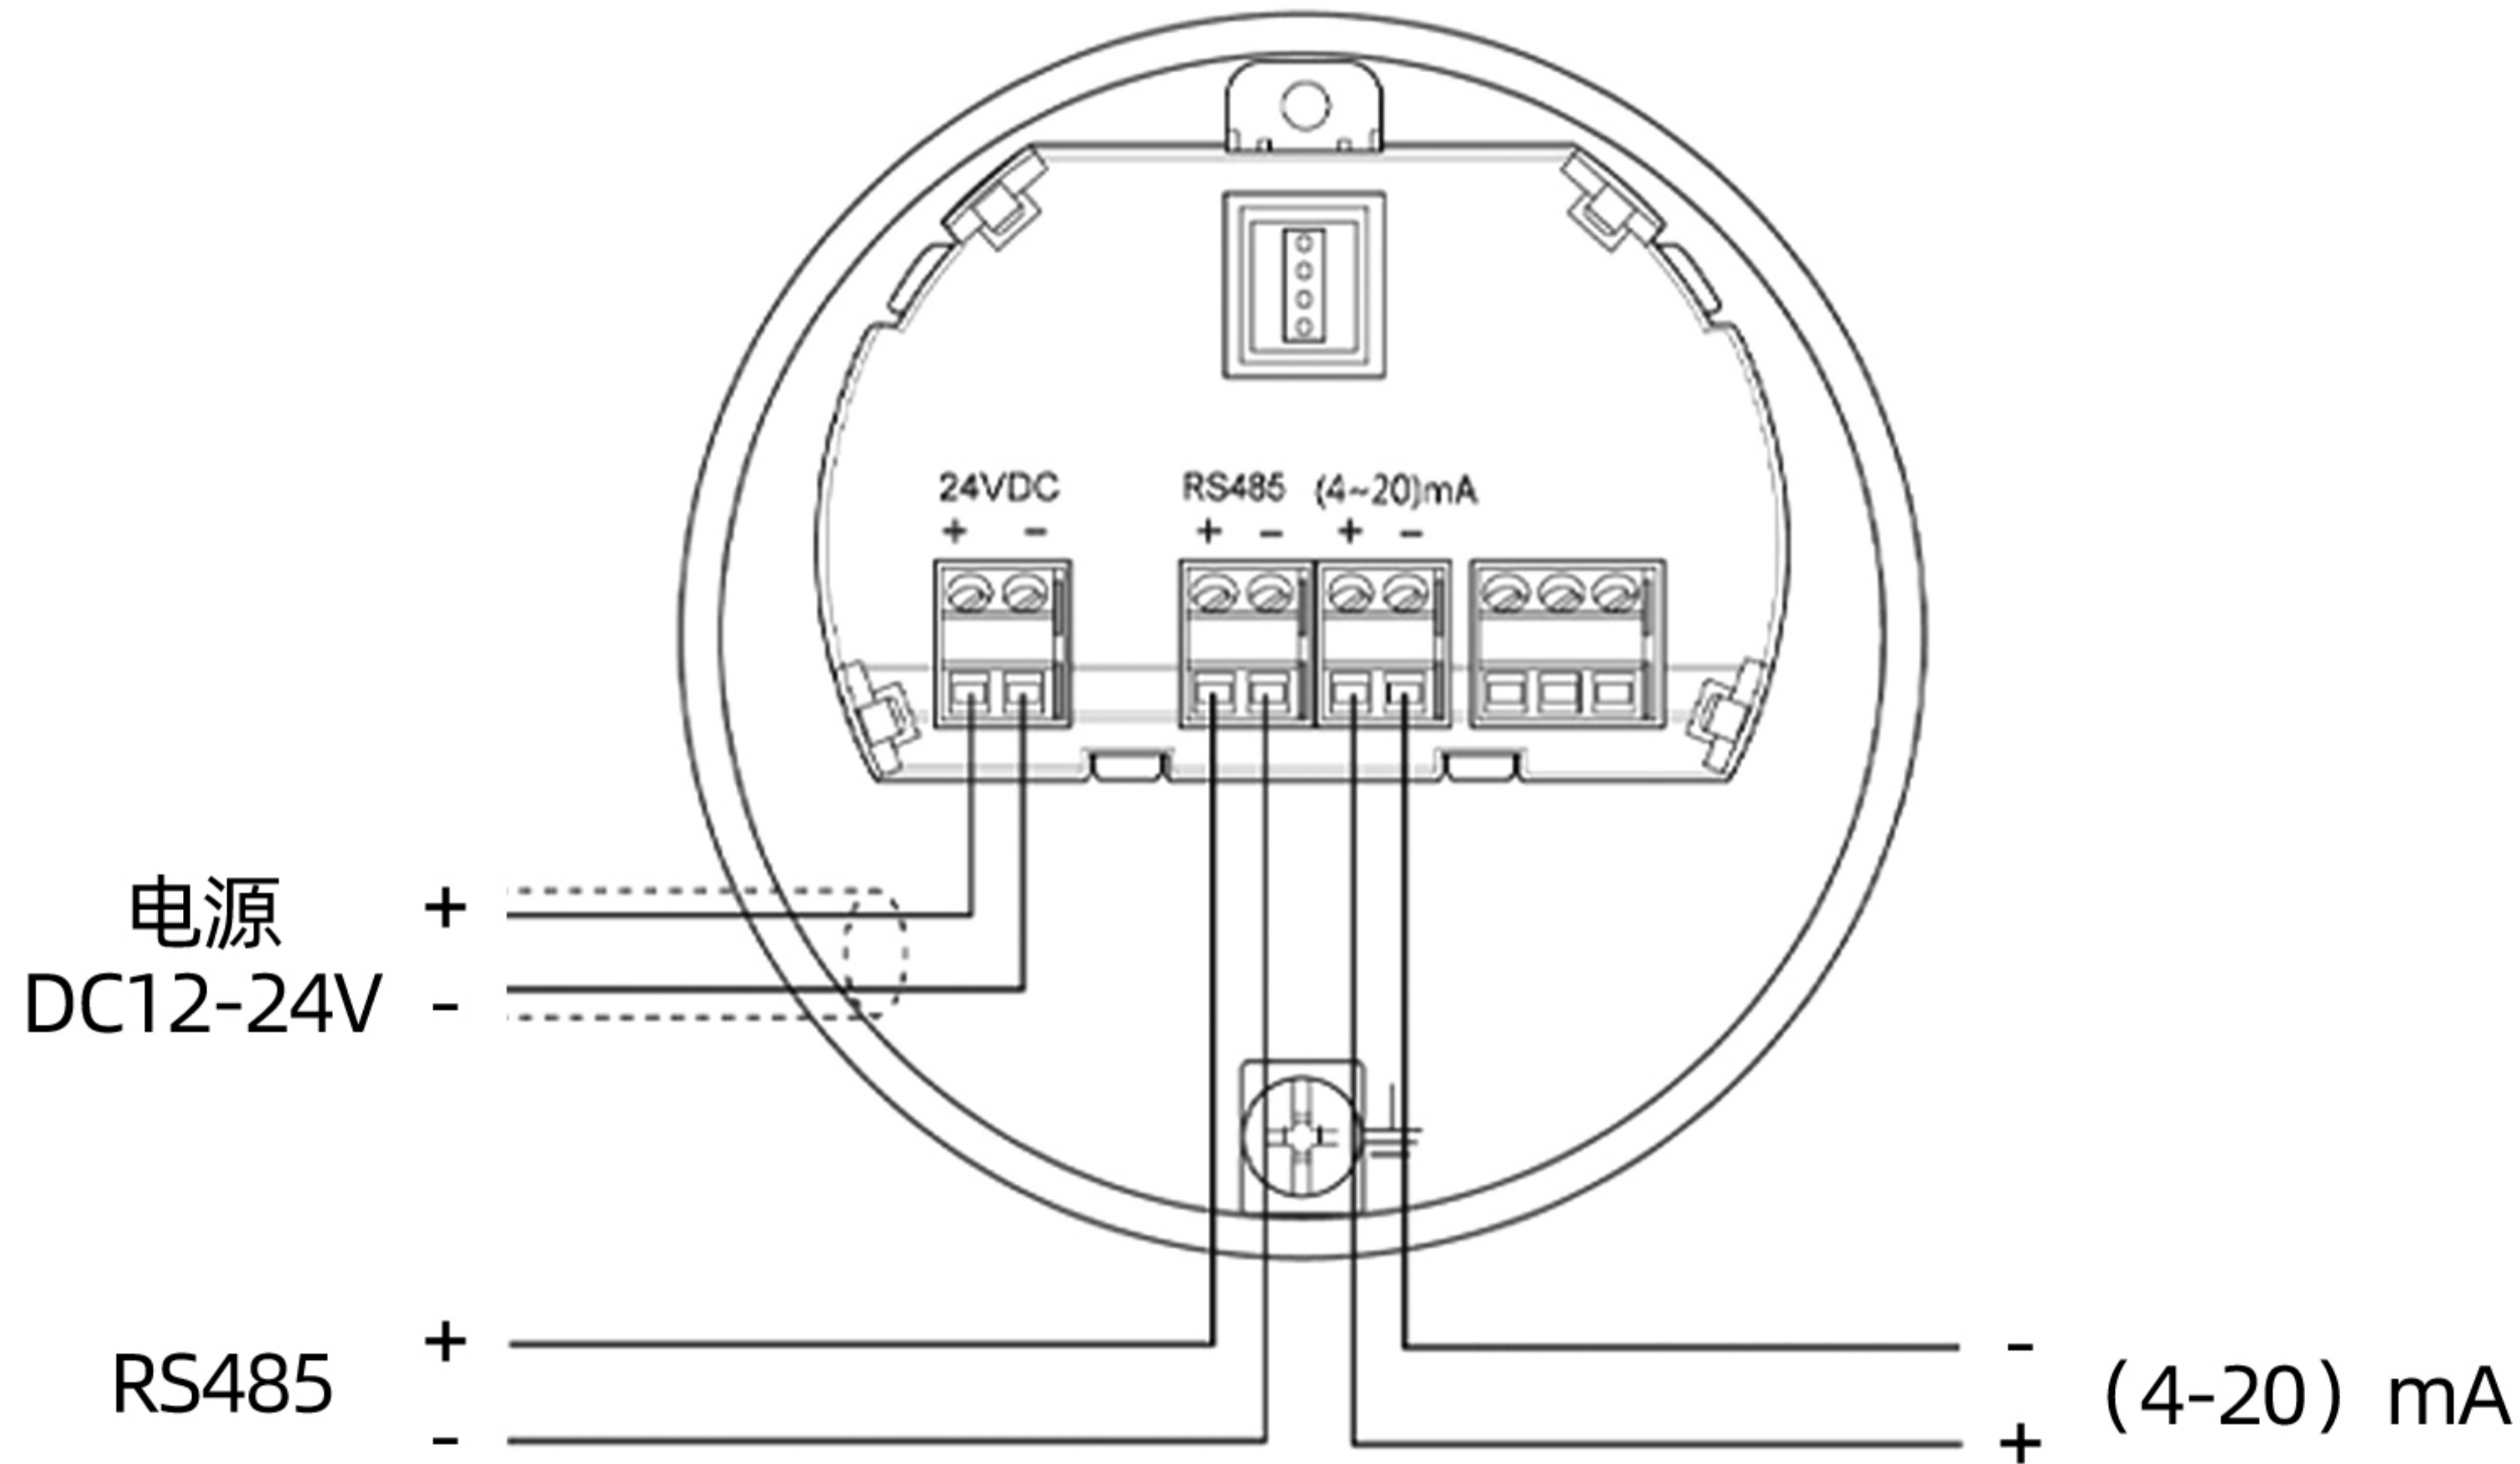 24VDC RS485 (4~20)mA
+ - + - + -
电源 +
DC12-24V -
RS485
+
-
-
(4-20) mA
+